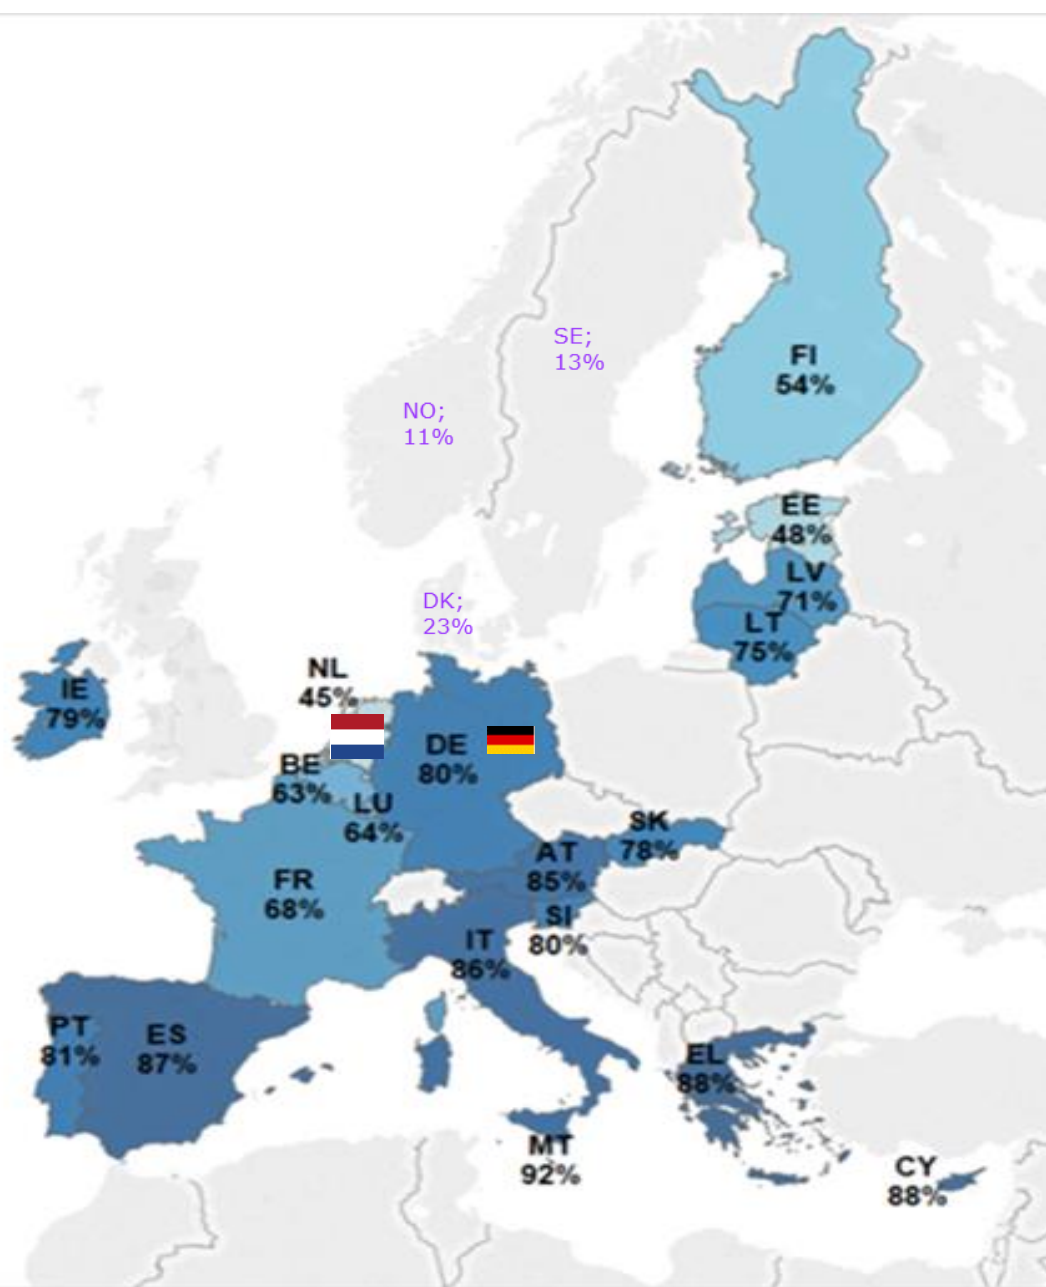 SE;
13%
FI
54%
NO;
11%
EE
48%
LV
71%
DK;
23%
LT
75%
NL
45%
IE
79%
DE
80%
BE
63%
LU
64%
SK
78%
AT
85%
FR
68%
SI
80%
IT
86%
PT
81%
ES
87%
EL
88%
MT
92%
CY
88%